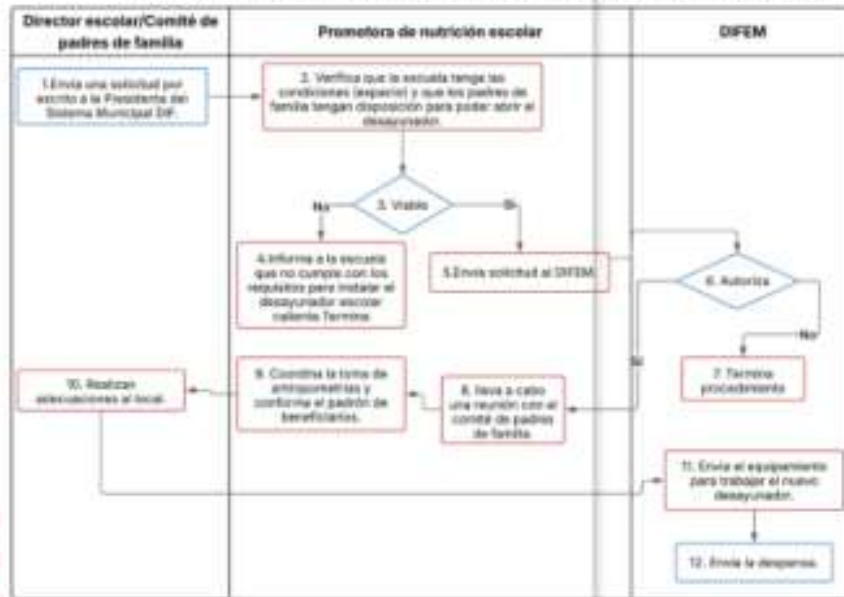 Director escolar/Comité de
padres de familia
Promotora de nutrición escolar
DIFEM
1.Envía una solicitud por
escrito a la Presidenta del
Sistema Municipal DIF.
2. Verifica que la escuela tenga las
condiciones (espacio) y que los padres de
familia tengan disposición para poder abrir el
desayunador.
3. Viable
No
Si
4.Informa a la escuela
que no cumple con los
requisitos para instalar el
desayunador escolar
caliente Termina
5.Envía solicitud al DIFEM
6. Autoriza
No
Si
7. Termina
procedimiento
8. lleva a cabo
una reunión con el
comité de padres
de familia
9. Coordina la toma de
antropometrías y
conforma el padrón de
beneficiarios.
10. Realizan
adecuaciones al local.
11. Envía el equipamiento
para trabajar el nuevo
desayunador.
12. Envía la despensa.